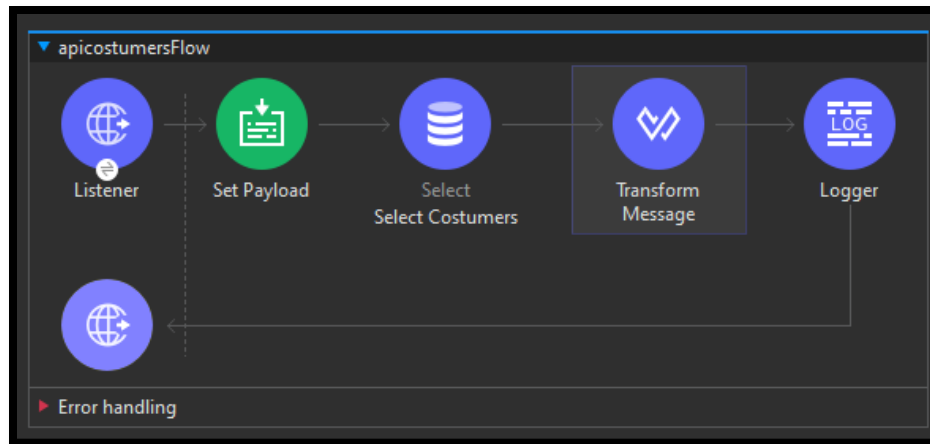 apicostumersFlow
LOG
Listener
Set Payload
Select
Select Costumers
Transform
Message
Logger
Error handling